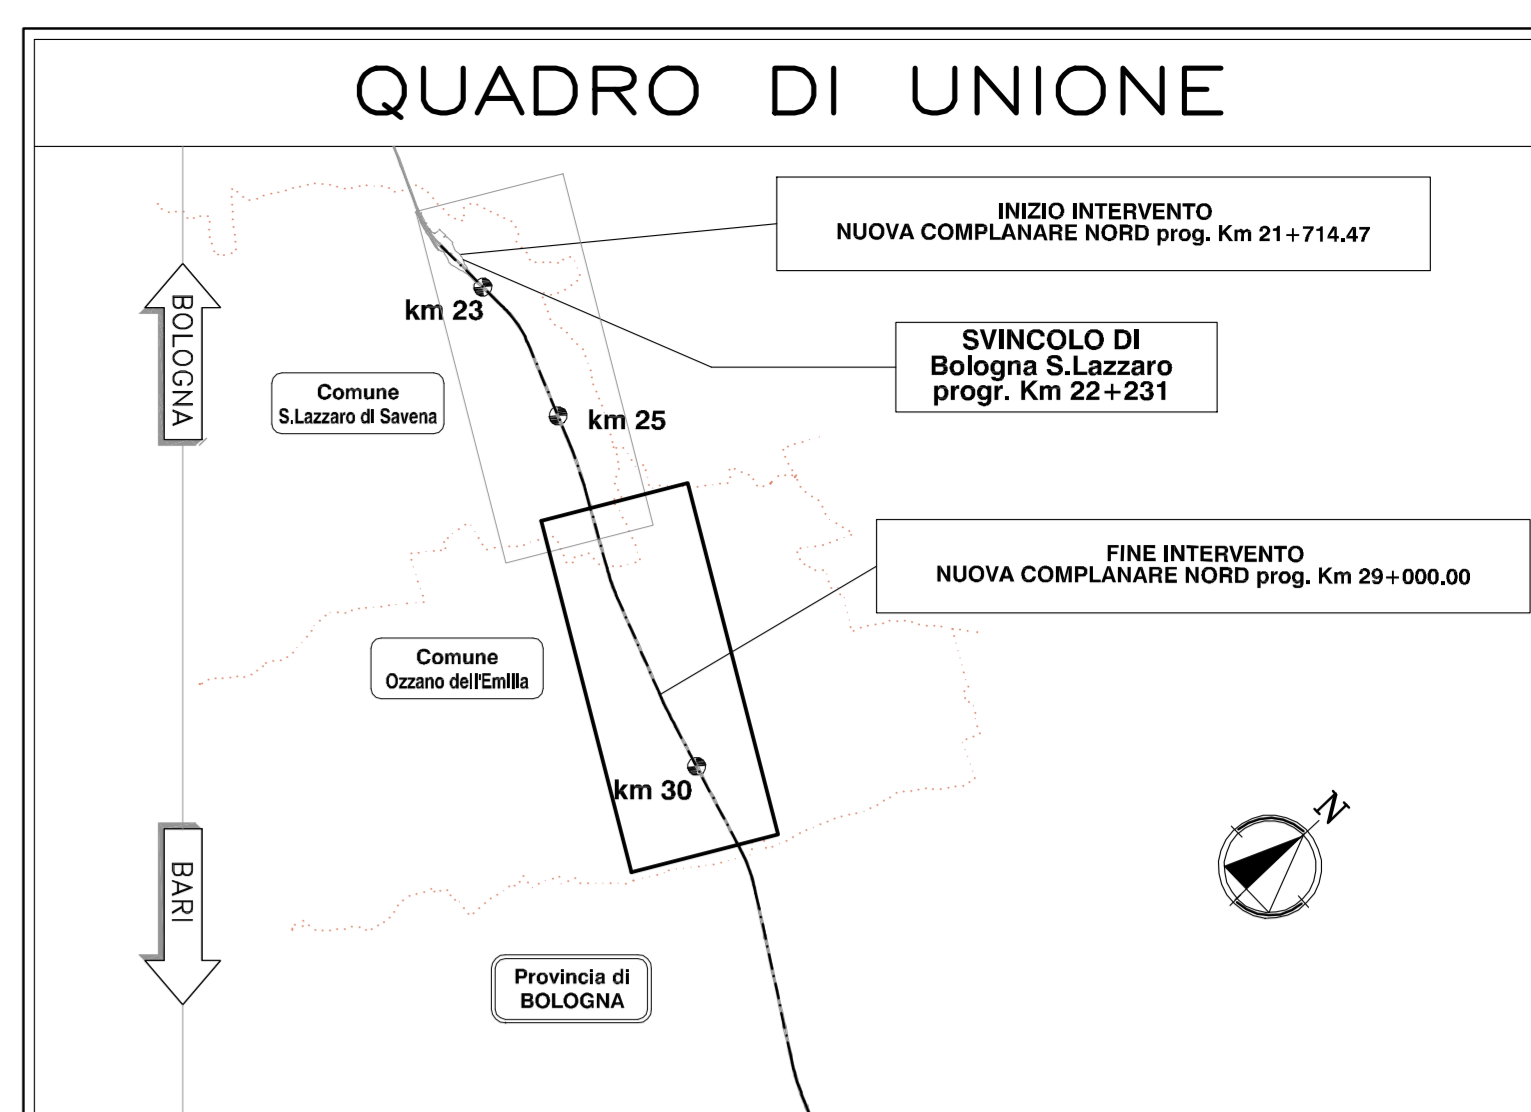 QUADRO DI UNIONE
INIZIO INTERVENTO
NUOVA COMPLANARE NORD prog. Km 21+714.47
BOLOGNA
km 23
SVINCOLO DI
Bologna S.Lazzaro
progr. Km 22+231
Comune
S.Lazzaro di Savena
km 25
FINE INTERVENTO
NUOVA COMPLANARE NORD prog. Km 29+000.00
Comune
Ozzano dell'Emilia
km 30
N
BARI
Provincia di
BOLOGNA